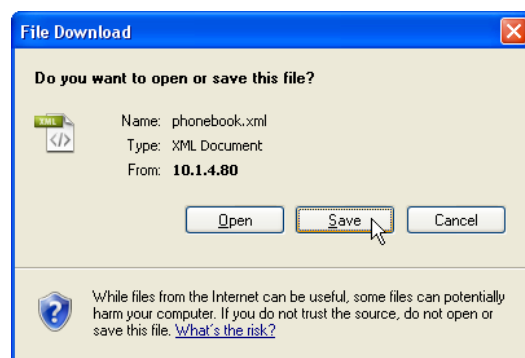 File Download
Do you want to open or save this file?
XML
Name: phonebook.xml
Type: XML Document
From: 10.1.4.80
Open Save Cancel
While files from the Internet can be useful, some files can potentially
harm your computer. If you do not trust the source, do not open or
save this file. What's the risk?